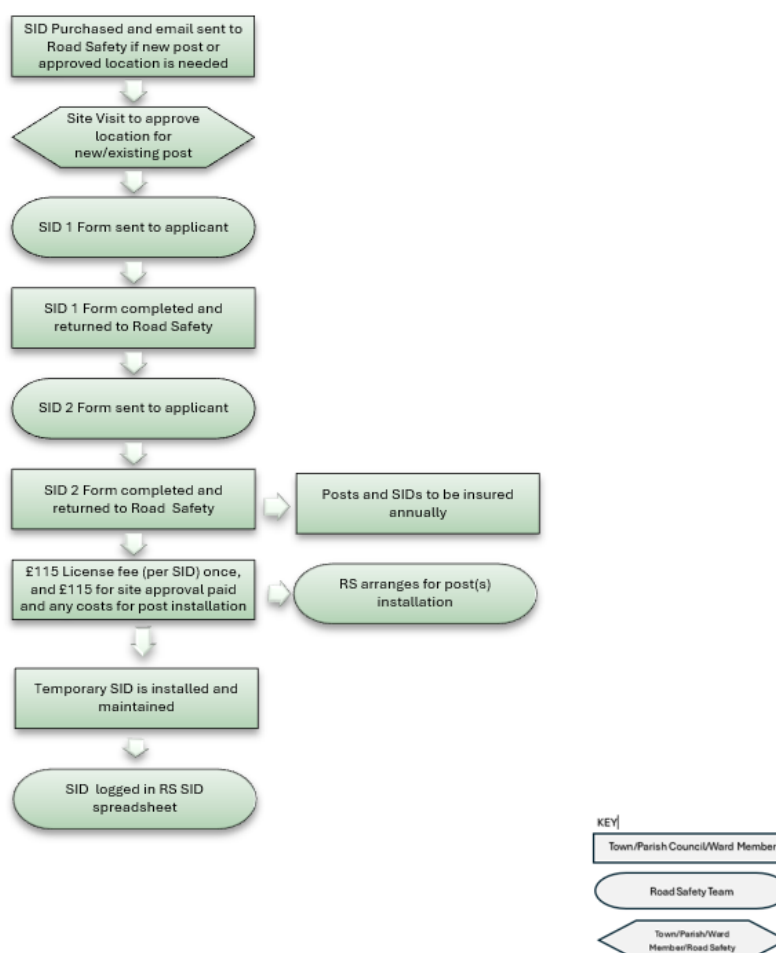 SID Purchased and email sent to
Road Safety if new post or
approved location is needed
Site Visit to approve
location for
new/existing post
SID 1 Form sent to applicant
SID 1 Form completed and
returned to Road Safety
SID 2 Form sent to applicant
SID 2 Form completed and
returned to Road Safety
Posts and SIDs to be insured
annually
£115 License fee (per SID) once,
and £115 for site approval paid
and any costs for post installation
RS arranges for post(s)
installation
Temporary SID is installed and
maintained
SID logged in RS SID
spreadsheet
KEY
Town/Parish Council/Ward Member
Road Safety Team
Town/Parish/Ward
Member/Road Safety